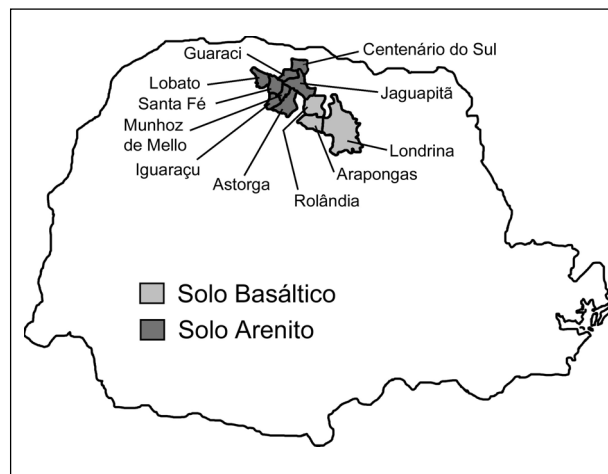 Guaraci
Centenário do Sul
Lobato
Santa Fé
Jaguapitã
Munhoz
de Mello
Iguaraçu
Londrina
Astorga
Arapongas
Rolândia
Solo Basáltico
Solo Arenito